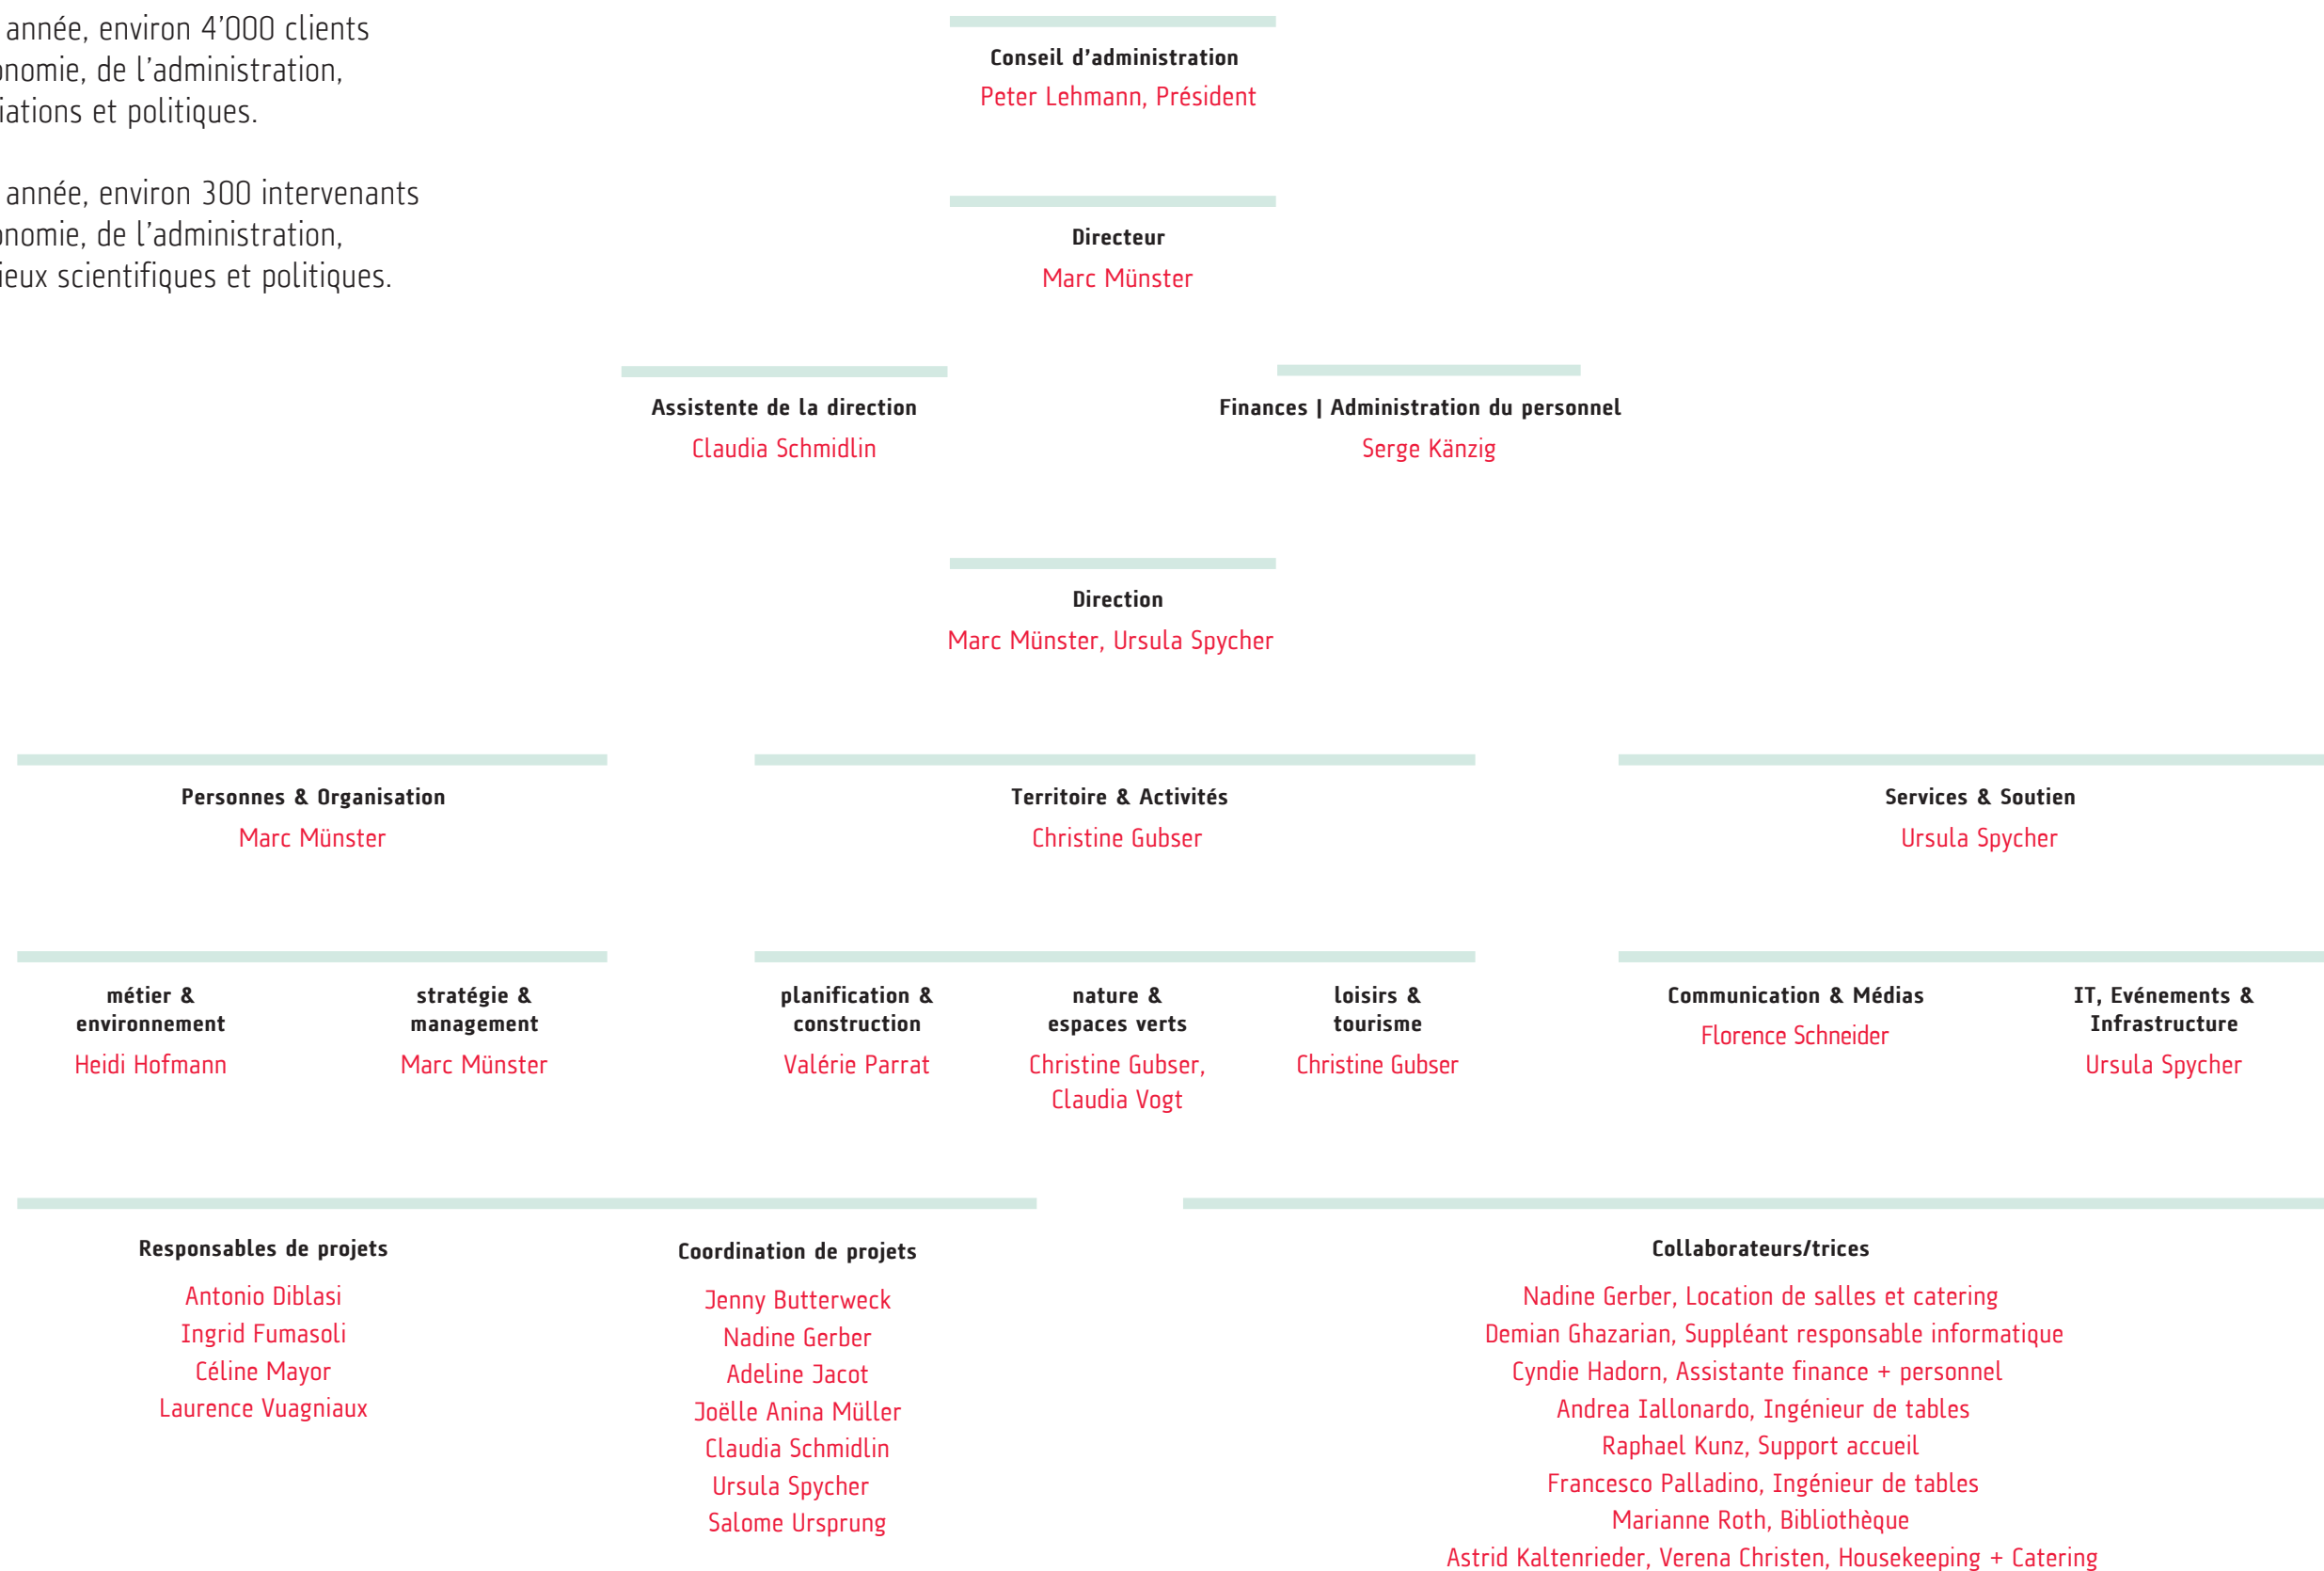 année, environ 4’000 clients
onomie, de l’administration,
iations et politiques.
année, environ 300 intervenants
onomie, de l’administration,
ieux scientifiques et politiques.
Conseil d’administration
Peter Lehmann, Président
Directeur
Marc Münster
Assistente de la direction
Claudia Schmidlin
Finances | Administration du personnel
Serge Känzig
Direction
Marc Münster, Ursula Spycher
Personnes & Organisation
Marc Münster
Territoire & Activités
Christine Gubser
Services & Soutien
Ursula Spycher
métier &
environnement
Heidi Hofmann
stratégie &
management
Marc Münster
planification &
construction
Valérie Parrat
nature &
espaces verts
Christine Gubser,
Claudia Vogt
loisirs &
tourisme
Christine Gubser
Communication & Médias
Florence Schneider
IT, Evénements &
Infrastructure
Ursula Spycher
Responsables de projets
Antonio Diblasi
Ingrid Fumasoli
Céline Mayor
Laurence Vuagniaux
Coordination de projets
Jenny Butterweck
Nadine Gerber
Adeline Jacot
Joëlle Anina Müller
Claudia Schmidlin
Ursula Spycher
Salome Ursprung
Collaborateurs/trices
Nadine Gerber, Location de salles et catering
Demian Ghazarian, Suppléant responsable informatique
Cyndie Hadorn, Assistante finance + personnel
Andrea Iallonardo, Ingénieur de tables
Raphael Kunz, Support accueil
Francesco Palladino, Ingénieur de tables
Marianne Roth, Bibliothèque
Astrid Kaltenrieder, Verena Christen, Housekeeping + Catering